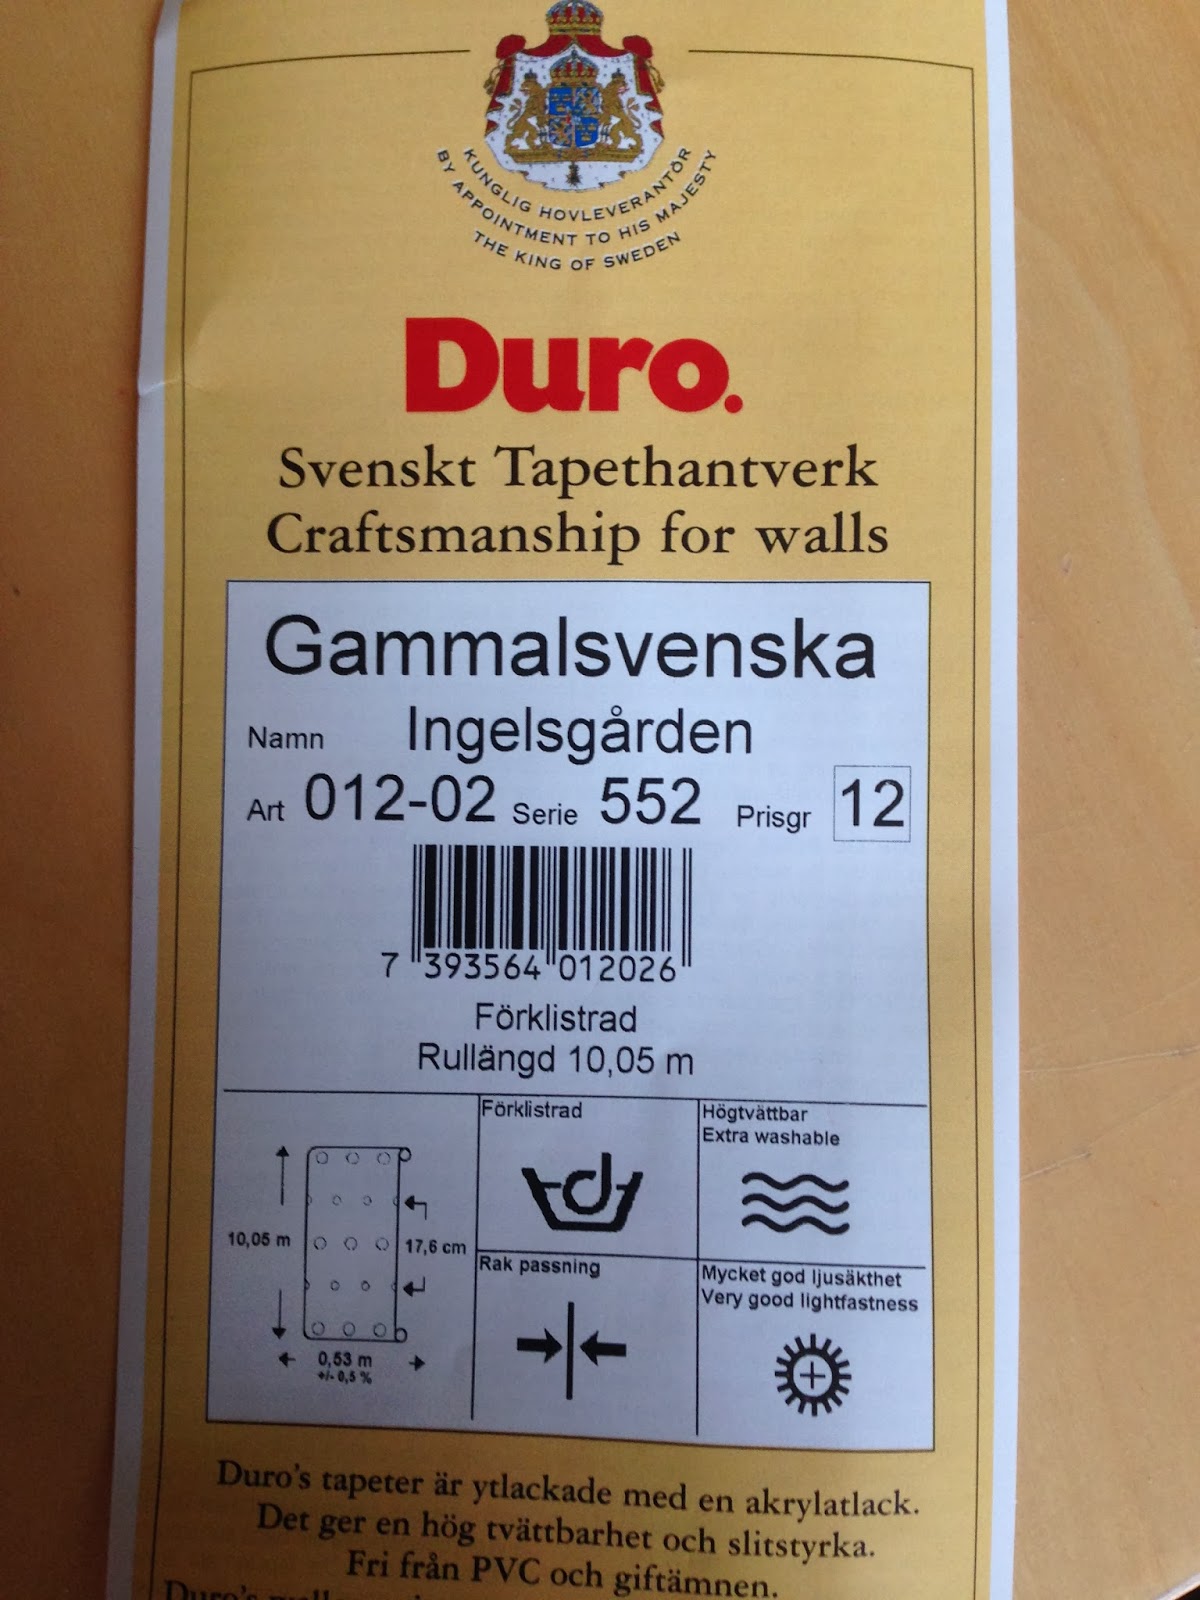 KUNGLIG HOVLEVERANTÖR
BY APPOINTMENT TO HIS MAJESTY
THE KING OF SWEDEN
Duro.
Svenskt Tapethantverk
Craftsmanship for walls
Gammalsvenska
Namn Ingelsgården
Art 012-02 Serie 552 Prisgr 12
7 393564 012026
Förklistrad
Rullängd 10,05 m
10,05 m
17,6 cm
0,53 m
+/- 0,5 %
Förklistrad
Högtvättbar
Extra washable
Rak passning
Mycket god ljusäkthet
Very good lightfastness
Duro's tapeter är ytlackade med en akrylatlack.
Det ger en hög tvättbarhet och slitstyrka.
Fri från PVC och giftämnen.
Duro's